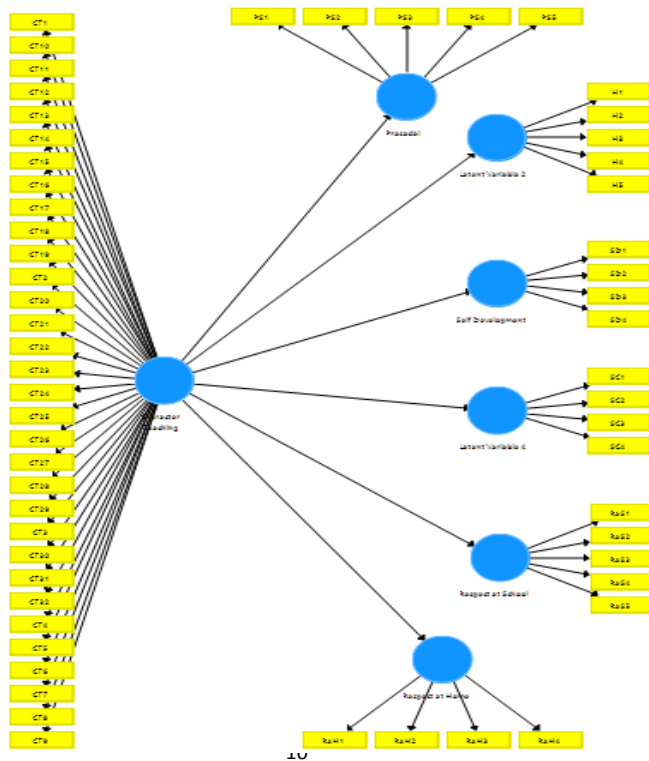 CT1
CT10
CT11
CT12
CT13
CT14
CT15
CT16
CT17
CT18
CT19
CT2
CT20
CT21
CT22
CT23
CT24
CT25
CT26
CT27
CT28
CT29
CT3
CT30
CT31
CT32
CT4
CT5
CT6
CT7
CT8
CT9
PS1 PS2 PS3 PS4 PS5
H1
H2
H3
H4
H5
Latent Variable 2
SD1
SD2
SD3
SD4
Self Development
SC1
SC2
SC3
SC4
Latent Variable 4
RaS1
RaS2
RaS3
RaS4
RaS5
Respect at School
Respect at Home
RaH1 RaH2 RaH3 RaH4